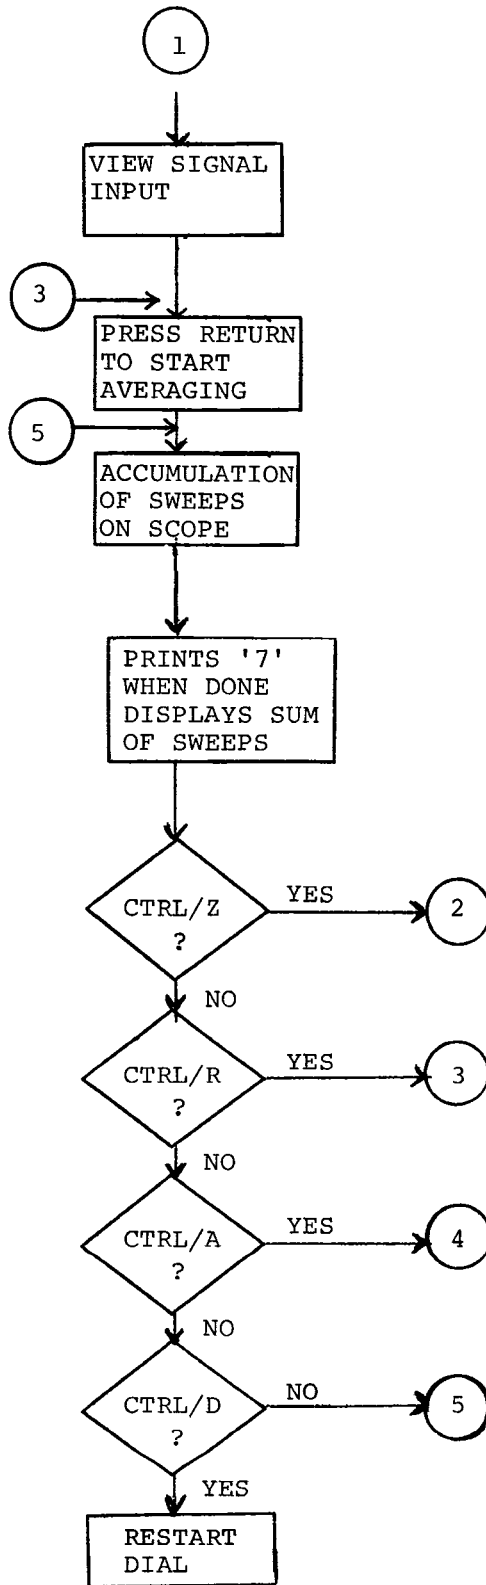 1
VIEW SIGNAL
INPUT
3
PRESS RETURN
TO START
AVERAGING
5
ACCUMULATION
OF SWEEPS
ON SCOPE
PRINTS '7'
WHEN DONE
DISPLAYS SUM
OF SWEEPS
CTRL/Z
?
YES
2
NO
CTRL/R
?
YES
3
NO
CTRL/A
?
YES
4
NO
CTRL/D
?
NO
5
YES
RESTART
DIAL